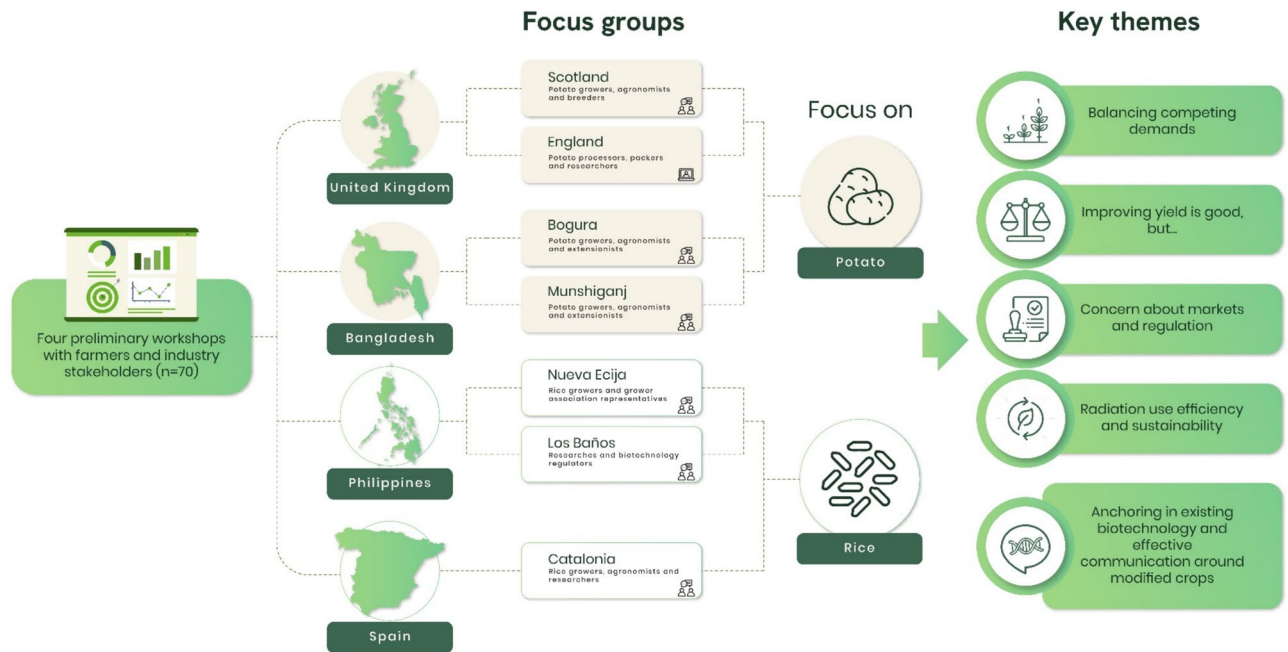 Focus groups
Key themes
Four preliminary workshops
with farmers and industry
stakeholders (n=70)
United Kingdom
Bangladesh
Philippines
Spain
Scotland
Potato growers, agronomists
and breeders
England
Potato processors, packers
and researchers
Bogura
Potato growers, agronomists
and extensionists
Munshiganj
Potato growers, agronomists
and extensionists
Nueva Ecija
Rice growers and grower
association representatives
Los Baños
Researches and biotechnology
regulators
Catalonia
Rice growers, agronomists and
researchers
Focus on
Potato
Rice
Balancing competing
demands
Improving yield is good,
but...
Concern about markets
and regulation
Radiation use efficiency
and sustainability
Anchoring in existing
biotechnology and
effective
communication around
modified crops